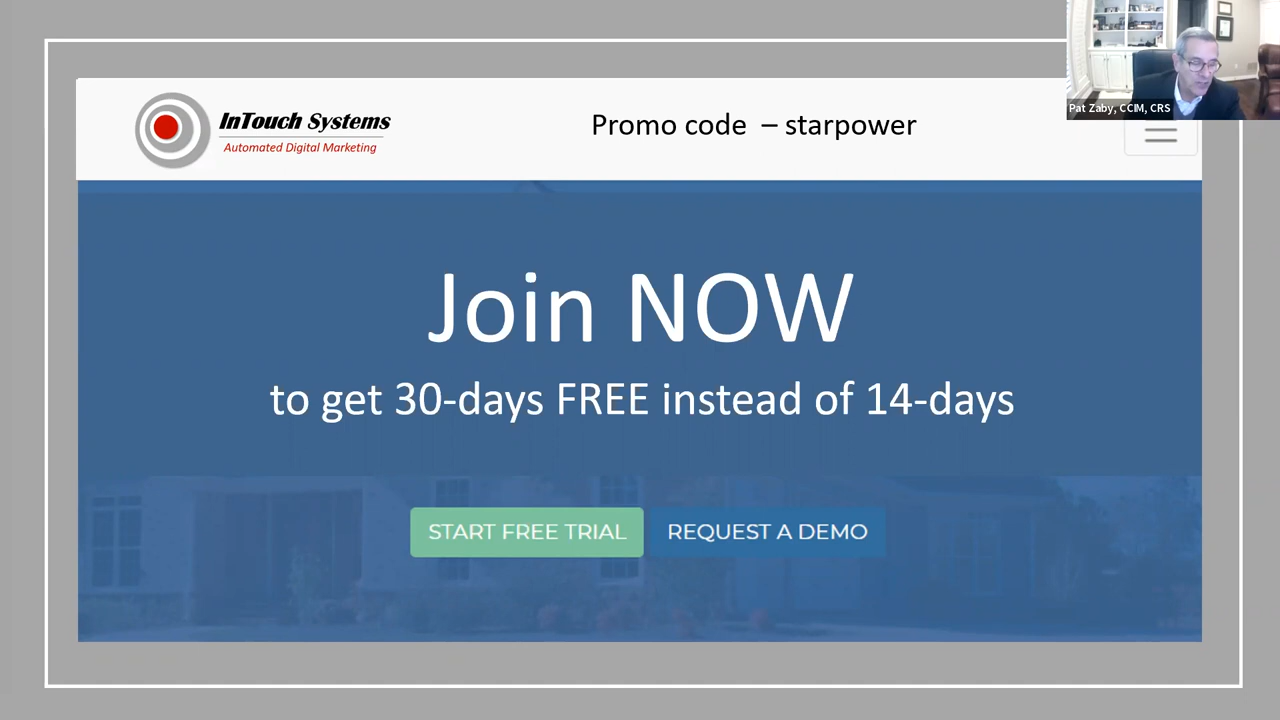 InTouch Systems
Automated Digital Marketing
Promo code – starpower
Pat Zaby, CCIM, CRS
Join NOW
to get 30-days FREE instead of 14-days
START FREE TRIAL
REQUEST A DEMO